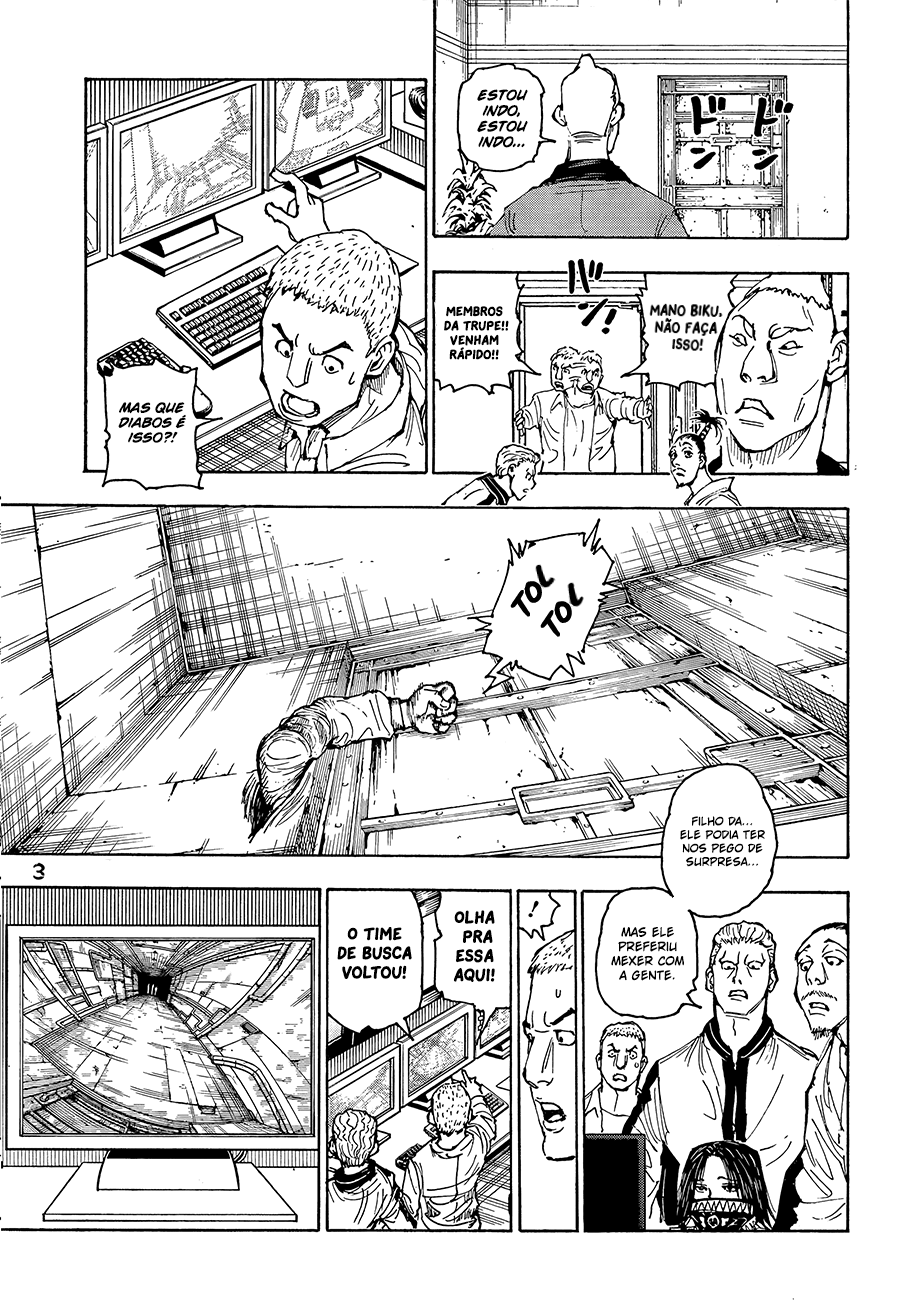 ESTOU
INDO,
ESTOU
INDO...
ドン
ドン
MANO BIKU,
NÃO FAÇA
ISSO!
バン!
MEMBROS
DA TRUPE!!
VENHAM
RÁPIDO!!
MAS QUE
DIABOS É
ISSO?!
TOC
TOC
FILHO DA...
ELE PODIA TER
NOS PEGO DE
SURPRESA...
MAS ELE
PREFERIU
MEXER COM
A GENTE.
!
OLHA
PRA
ESSA
AQUI!
O TIME
DE BUSCA
VOLTOU!
3